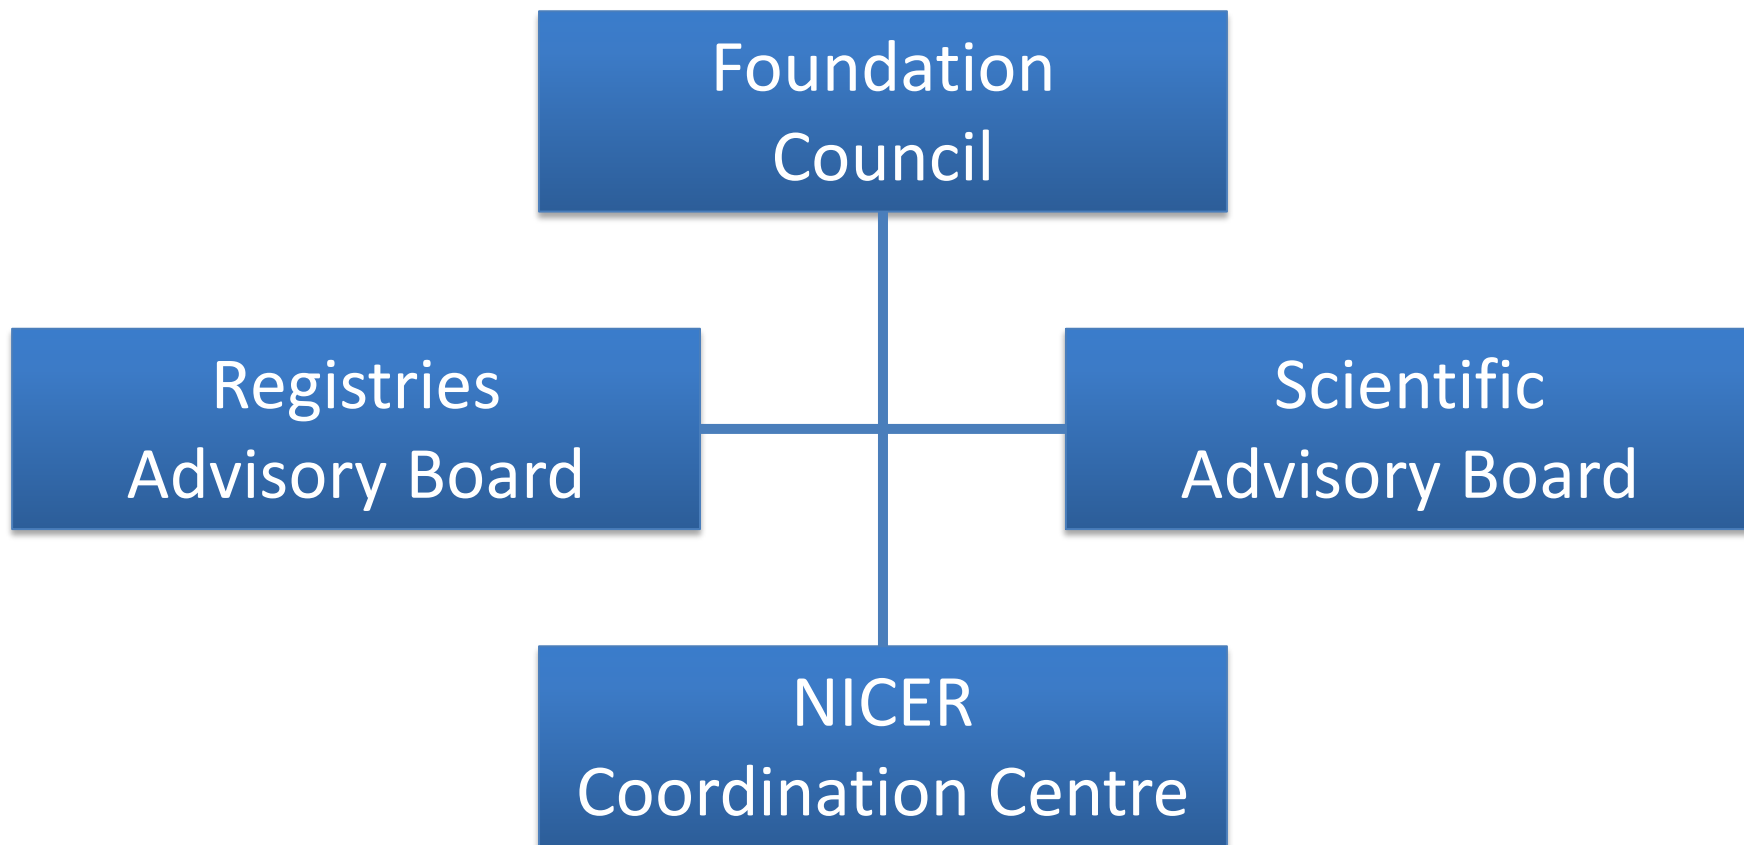 Foundation
Council
Registries
Advisory Board
Scientific
Advisory Board
NICER
Coordination Centre